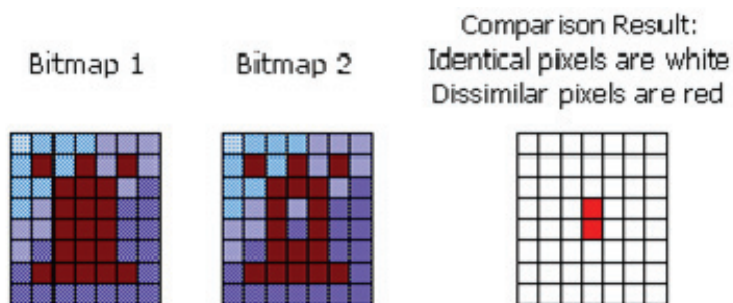 Bitmap 1
Bitmap 2
Comparison Result:
Identical pixels are white
Dissimilar pixels are red